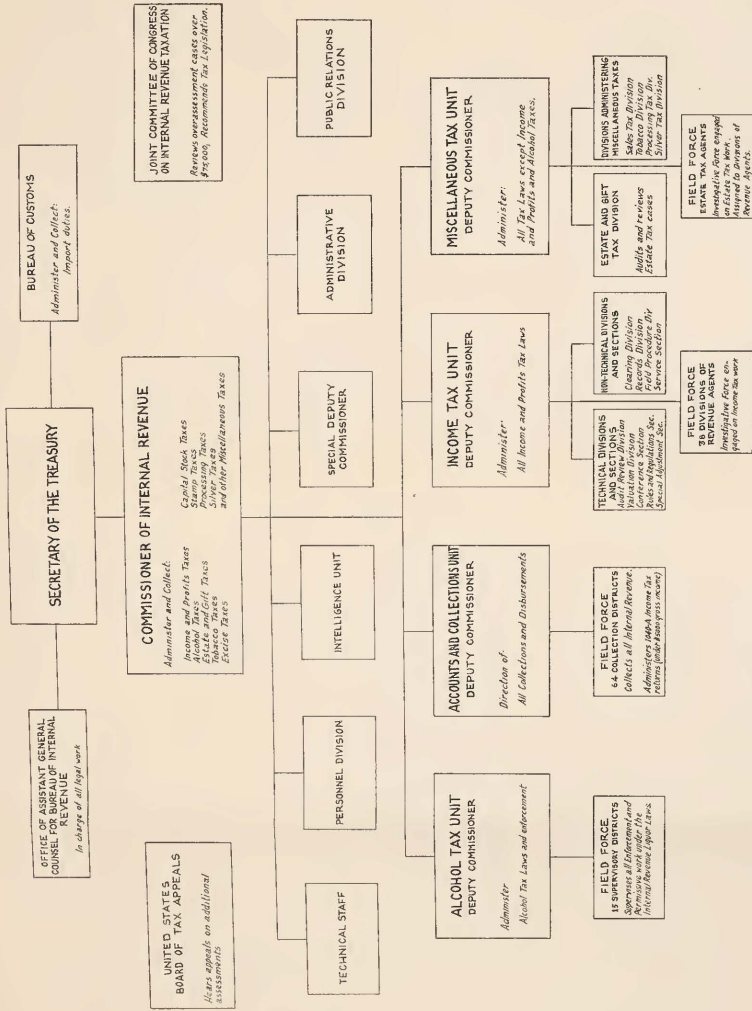 SECRETARY OF THE TREASURY
OFFICE OF ASSISTANT GENERAL
COUNSEL FOR BUREAU OF INTERNAL
REVENUE
In charge of all legal work
BUREAU OF CUSTOMS
Administer and Collect:
Import duties.
UNITED STATES
BOARD OF TAX APPEALS
Hears appeals on additional
assessments
COMMISSIONER OF INTERNAL REVENUE
Administer and Collect:
Income and Profits Taxes
Alcohol Taxes
Estate and Gift Taxes
Tobacco Taxes
Excise Taxes
Capital Stock Taxes
Stamp Taxes
Processing Taxes
Silver Taxes
and other Miscellaneous Taxes
JOINT COMMITTEE OF CONGRESS
ON INTERNAL REVENUE TAXATION
Reviews overassessment cases over
$75,000, Recommends Tax Legislation.
TECHNICAL STAFF
PERSONNEL DIVISION
INTELLIGENCE UNIT
SPECIAL DEPUTY
COMMISSIONER
ADMINISTRATIVE
DIVISION
PUBLIC RELATIONS
DIVISION
ALCOHOL TAX UNIT
DEPUTY COMMISSIONER
Administer
Alcohol Tax Laws and enforcement
ACCOUNTS AND COLLECTIONS UNIT
DEPUTY COMMISSIONER
Direction of
All Collections and Disbursements
INCOME TAX UNIT
DEPUTY COMMISSIONER
Administer:
All Income and Profits Tax Laws
MISCELLANEOUS TAX UNIT
DEPUTY COMMISSIONER
Administer:
All Tax Laws except Income
and Profits and Alcohol Taxes.
FIELD FORCE
15 SUPERVISORY DISTRICTS
Supervises all Enforcement and
Permissive work under the
Internal Revenue Liquor Laws.
FIELD FORCE
64 COLLECTION DISTRICTS
Collects all Internal Revenue.
Administers 1040-A Income Tax
returns (under $5000 gross income)
TECHNICAL DIVISIONS
AND SECTIONS
Audit Review Division
Valuation Division
Conference Section
Rules and Regulations Sec.
Special Adjustment Sec.
NON-TECHNICAL DIVISIONS
AND SECTIONS
Clearing Division
Records Division
Field Procedure Div
Service Section
ESTATE AND GIFT
TAX DIVISION
Audits and reviews
Estate Tax cases
DIVISIONS ADMINISTERING
MISCELLANEOUS TAXES
Sales Tax Division
Tobacco Division
Processing Tax Div.
Silver Tax Division
FIELD FORCE
38 DIVISIONS OF
REVENUE AGENTS
Investigative Force en-
gaged on Income tax work
FIELD FORCE
ESTATE TAX AGENTS
Investigative Force engaged
on Estate Tax Work.
Assigned to Divisions of
Revenue Agents.